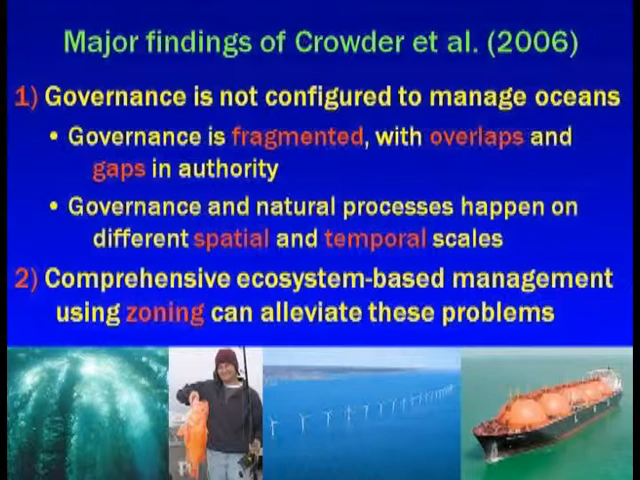 Major findings of Crowder et al. (2006)
1) Governance is not configured to manage oceans
• Governance is fragmented, with overlaps and
gaps in authority
• Governance and natural processes happen on
different spatial and temporal scales
2) Comprehensive ecosystem-based management
using zoning can alleviate these problems